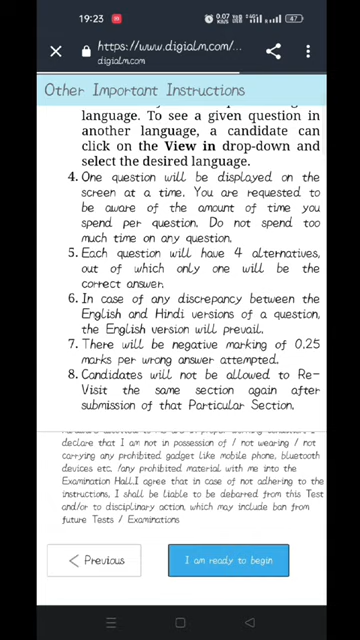 19:23
0.07 KB/S
47
https://www.digialm.com/...
digialm.com
Other Important Instructions
language. To see a given question in
another language, a candidate can
click on the View in drop-down and
select the desired language.
4. One question will be displayed on the
screen at a time. You are requested to
be aware of the amount of time you
spend per question. Do not spend too
much time on any question.
5. Each question will have 4 alternatives,
out of which only one will be the
correct answer.
6. In case of any discrepancy between the
English and Hindi versions of a question,
the English version will prevail.
7. There will be negative marking of 0.25
marks per wrong answer attempted.
8. Candidates will not be allowed to Re-
Visit the same section again after
submission of that Particular Section.
declare that I am not in possession of / not wearing / not
carrying any prohibited gadget like mobile phone, bluetooth
devices etc. /any prohibited material with me into the
Examination Hall.I agree that in case of not adhering to the
instructions, I shall be liable to be debarred from this Test
and/or to disciplinary action, which may include ban from
future Tests / Examinations
< Previous
I am ready to begin